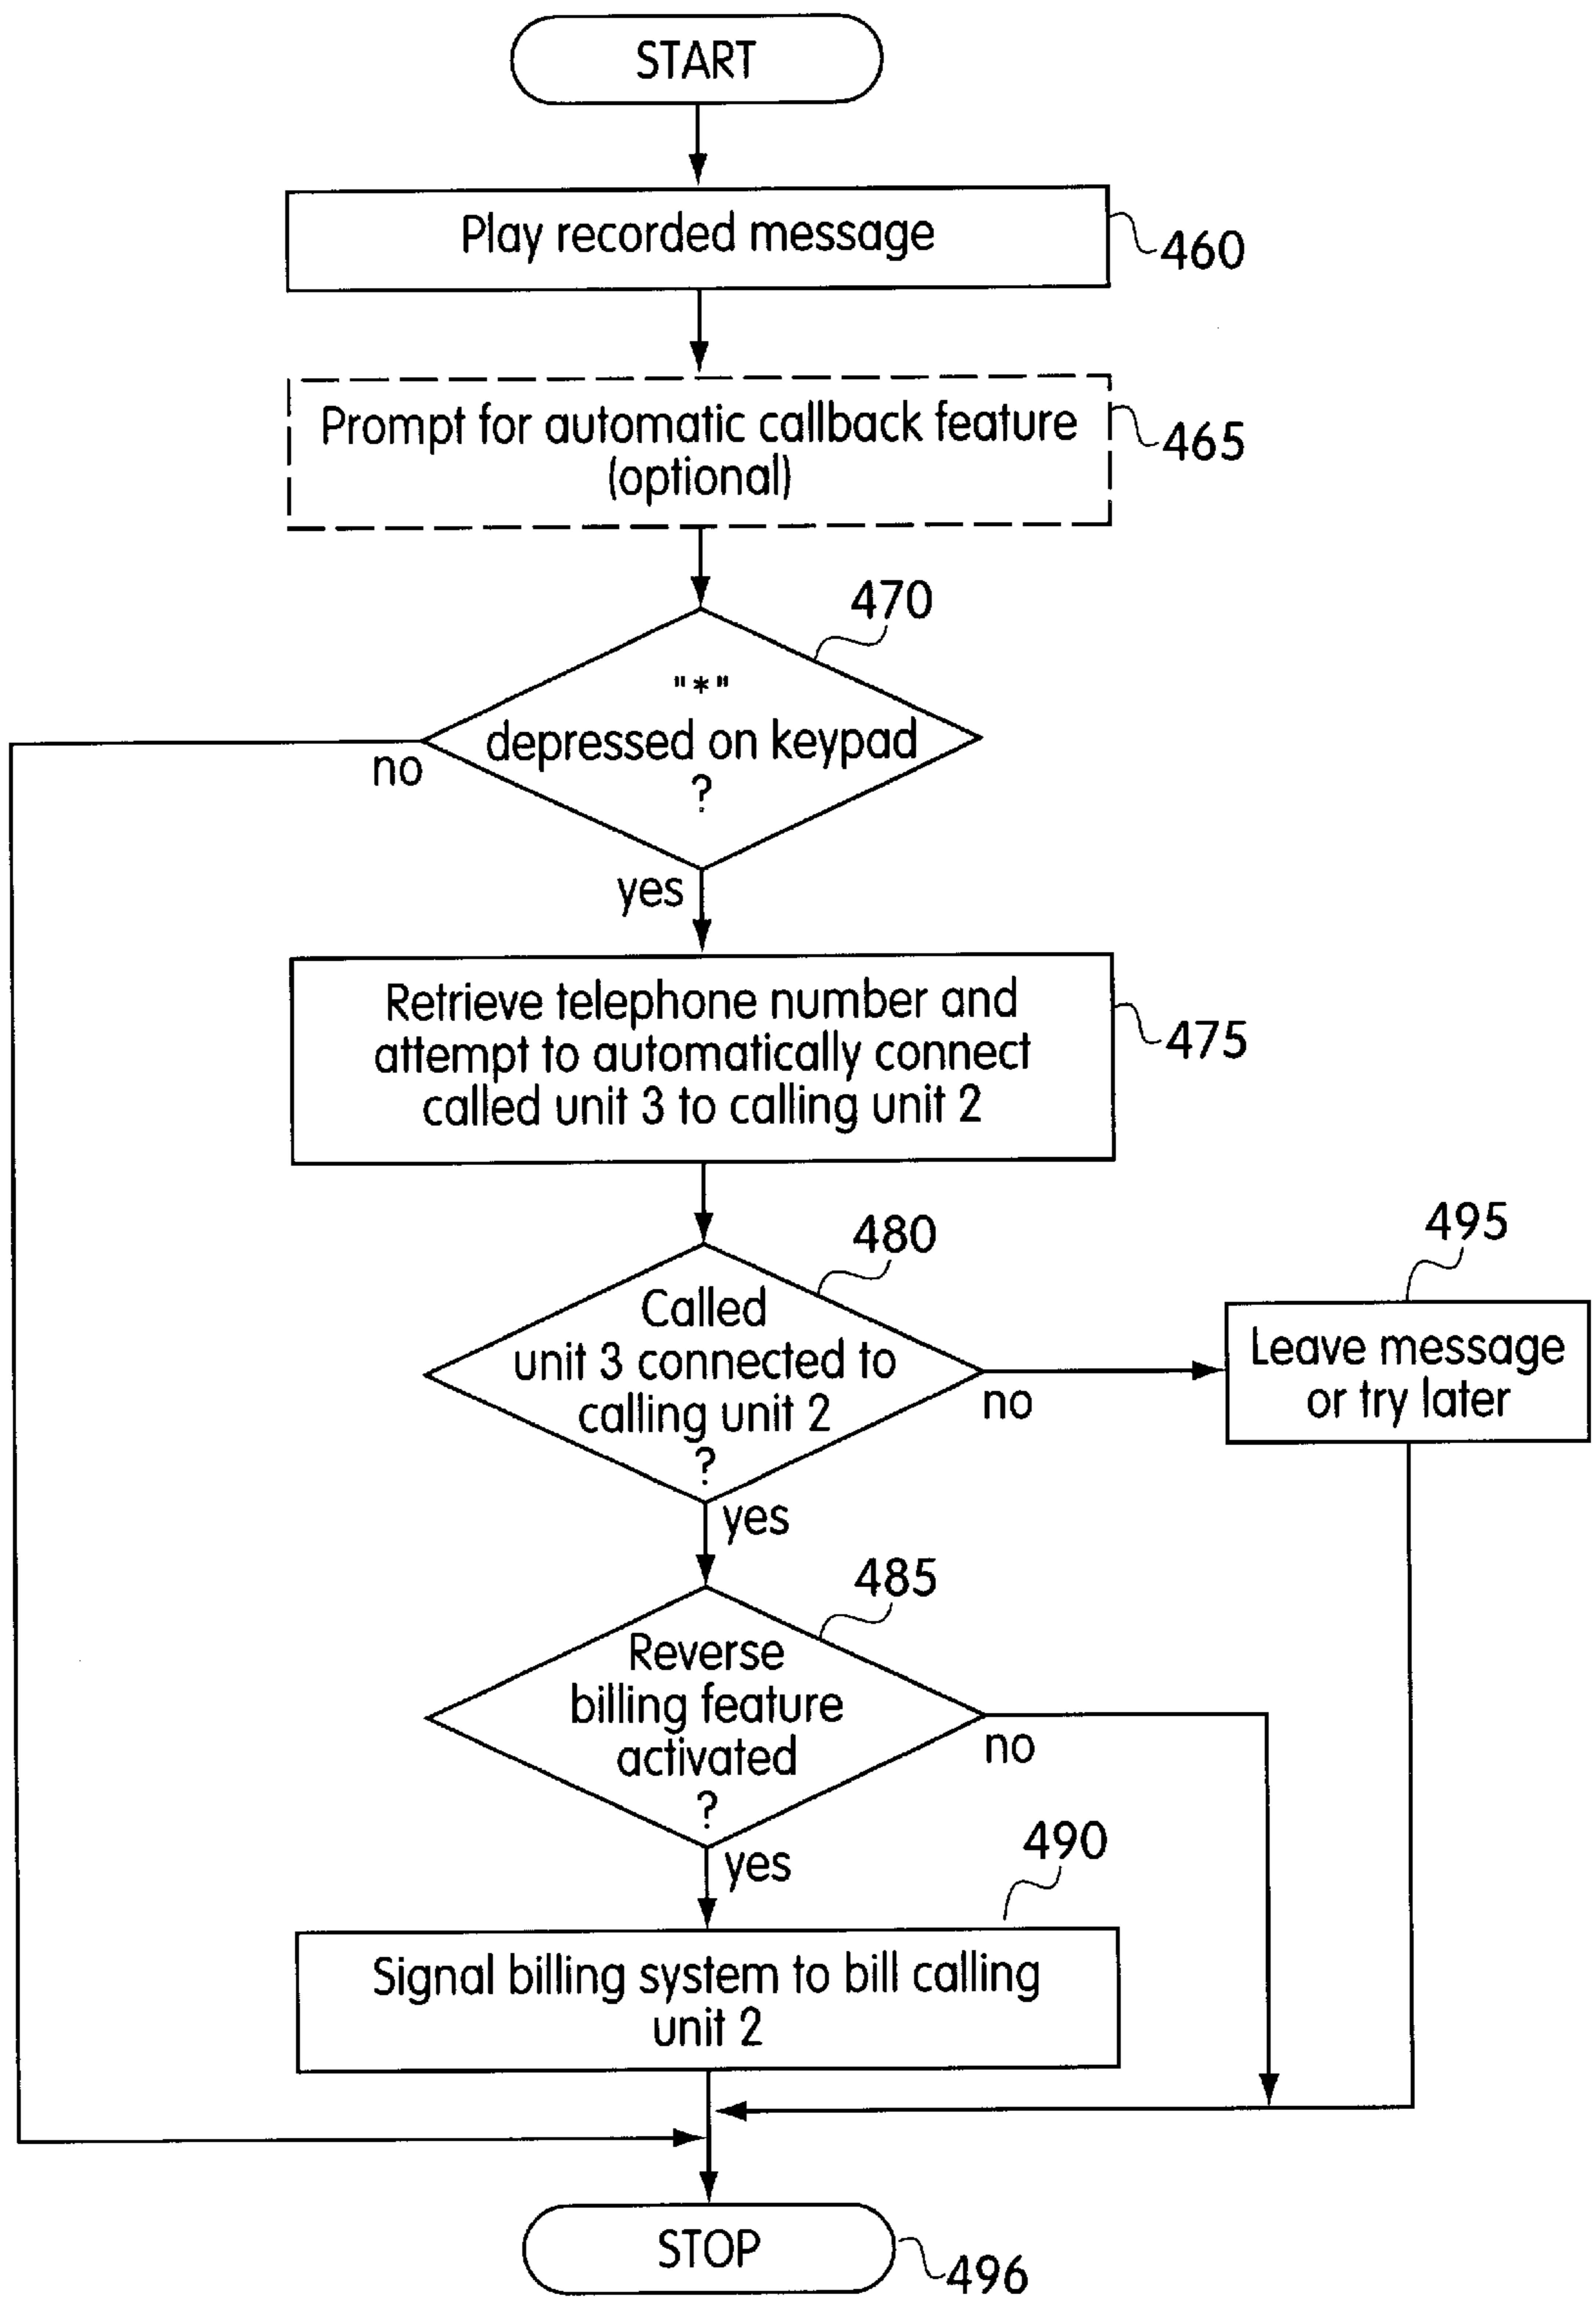 START
Play recorded message
460
Prompt for automatic callback feature
(optional)
465
470
"*"
depressed on keypad
?
no
yes
Retrieve telephone number and
attempt to automatically connect
called unit 3 to calling unit 2
475
480
Called
unit 3 connected to
calling unit 2
?
no
yes
495
Leave message
or try later
485
Reverse
billing feature
activated
?
no
yes
490
Signal billing system to bill calling
unit 2
STOP
496